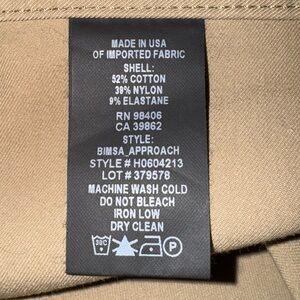 MADE IN USA
OF IMPORTED FABRIC
SHELL:
52% COTTON
39% NYLON
9% ELASTANE
RN 98406
CA 39862
STYLE:
BIMSA_APPROACH
STYLE # H0604213
LOT # 379578
MACHINE WASH COLD
DO NOT BLEACH
IRON LOW
DRY CLEAN
30C P